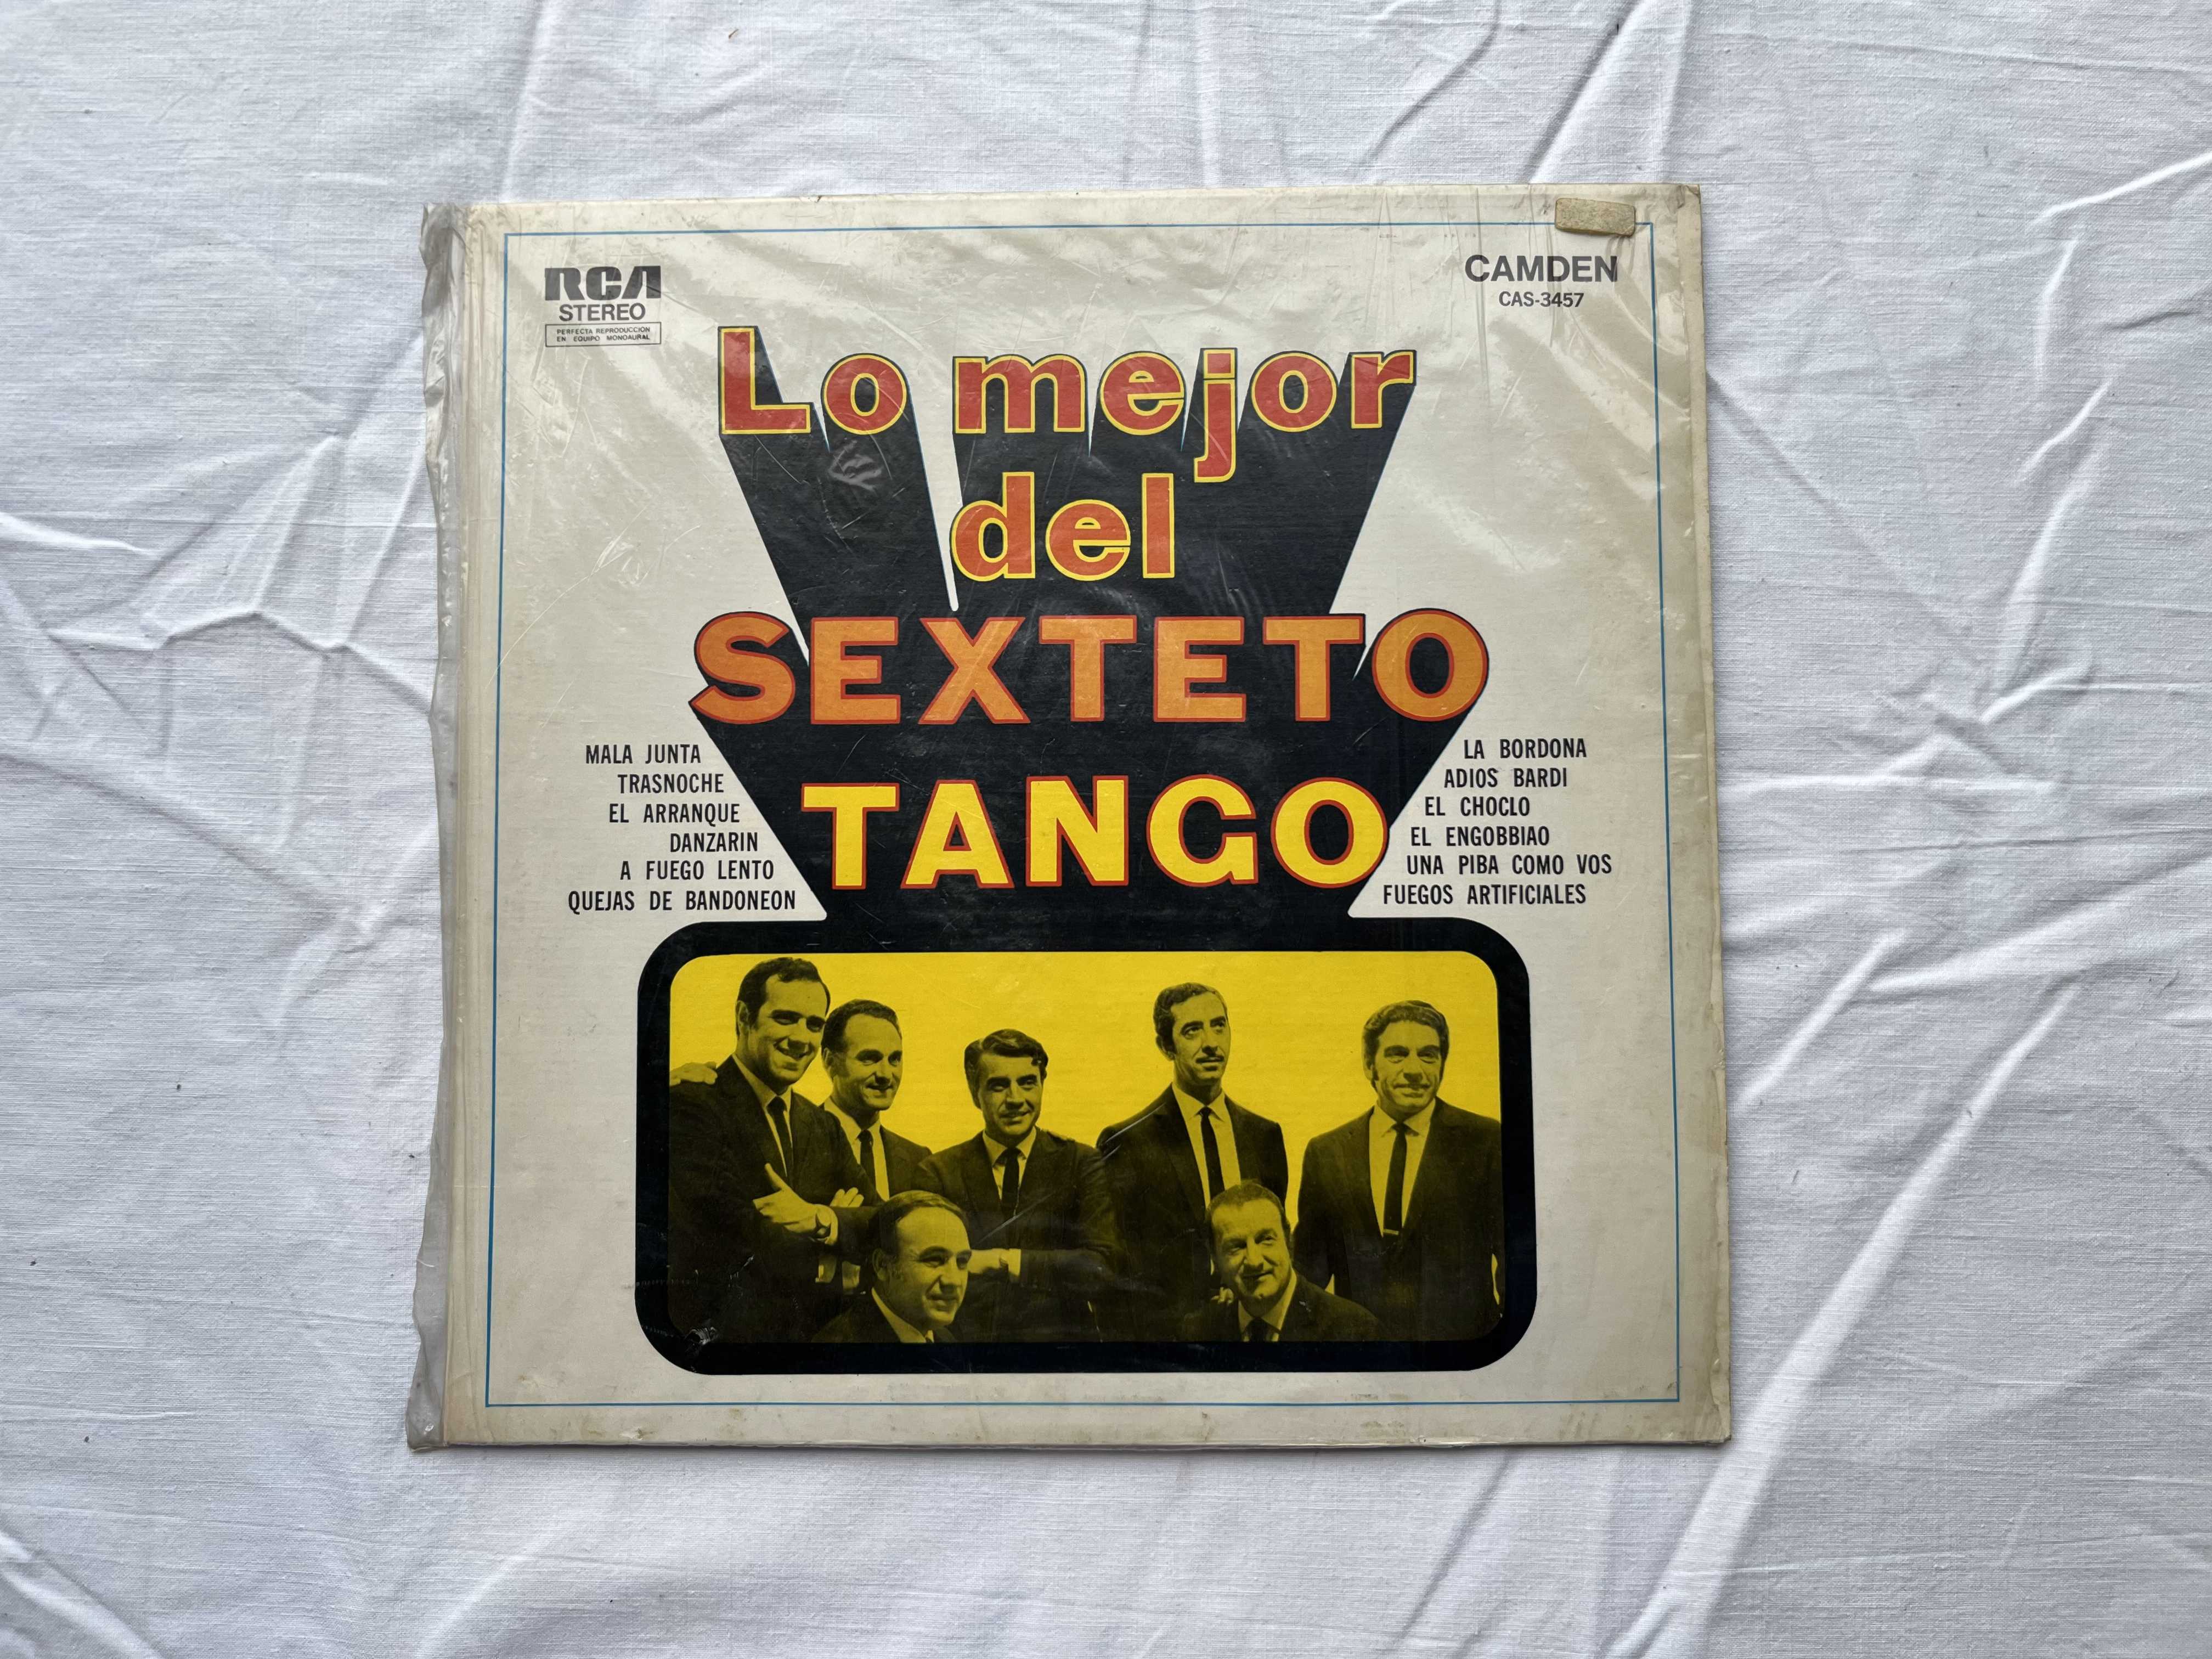 RCA
STEREO
PERFECTA REPRODUCCION
EN EQUIPO MONOAURAL
CAMDEN
CAS-3457
Lo mejor
del
SEXTETO
TANGO
MALA JUNTA
TRASNOCHE
EL ARRANQUE
DANZARIN
A FUEGO LENTO
QUEJAS DE BANDONEON
LA BORDONA
ADIOS BARDI
EL CHOCLO
EL ENGOBBIAO
UNA PIBA COMO VOS
FUEGOS ARTIFICIALES